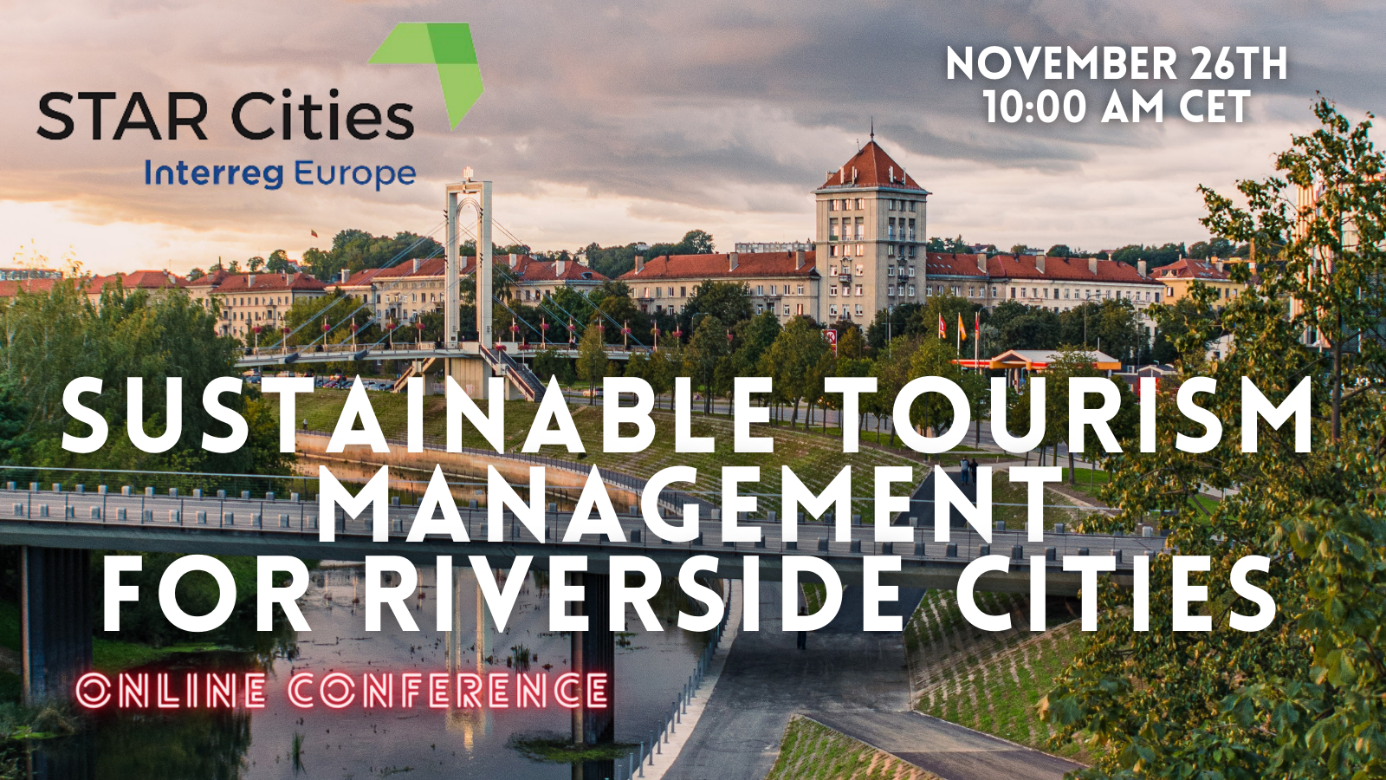 STAR Cities
Interreg Europe
NOVEMBER 26TH
10:00 AM CET
SUSTAINABLE TOURISM
MANAGEMENT
FOR RIVERSIDE CITIES
ONLINE CONFERENCE